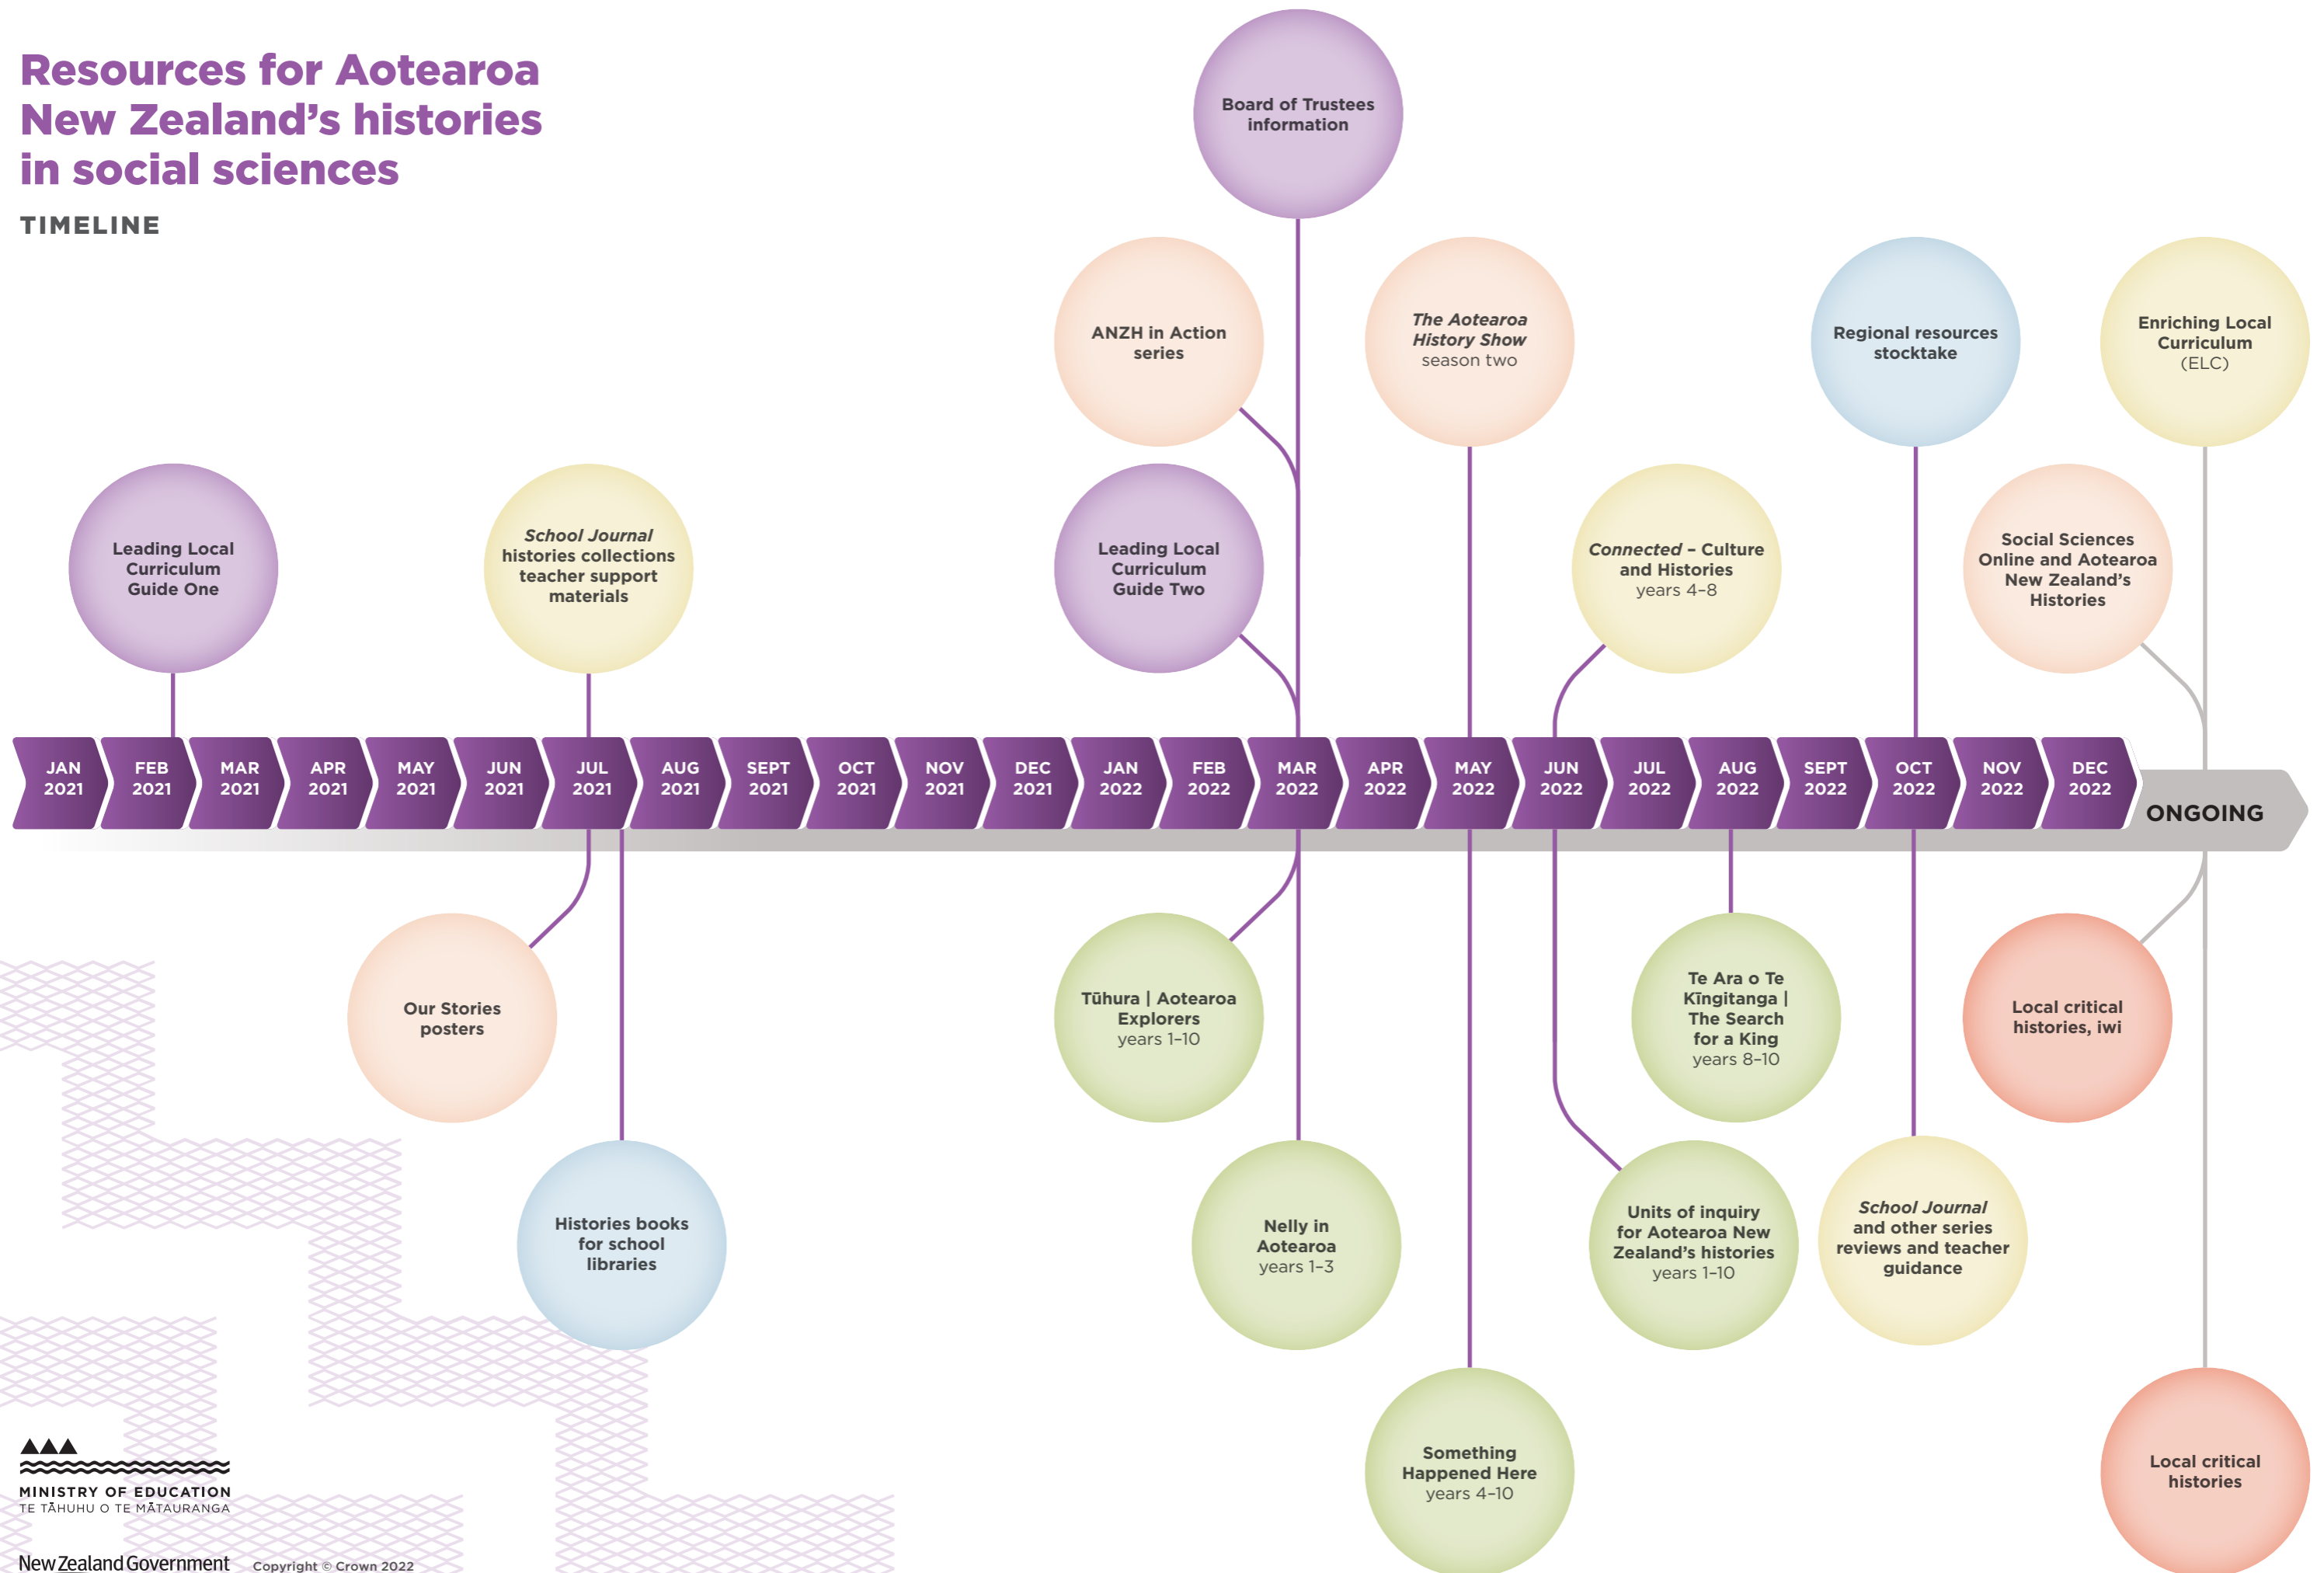 Resources for Aotearoa
New Zealand’s histories
in social sciences
TIMELINE
Board of Trustees
information
ANZH in Action
series
The Aotearoa
History Show
season two
Regional resources
stocktake
Enriching Local
Curriculum
(ELC)
Leading Local
Curriculum
Guide One
School Journal
histories collections
teacher support
materials
Leading Local
Curriculum
Guide Two
Connected – Culture
and Histories
years 4–8
Social Sciences
Online and Aotearoa
New Zealand’s
Histories
JAN
2021
FEB
2021
MAR
2021
APR
2021
MAY
2021
JUN
2021
JUL
2021
AUG
2021
SEPT
2021
OCT
2021
NOV
2021
DEC
2021
JAN
2022
FEB
2022
MAR
2022
APR
2022
MAY
2022
JUN
2022
JUL
2022
AUG
2022
SEPT
2022
OCT
2022
NOV
2022
DEC
2022
ONGOING
Our Stories
posters
Tūhura | Aotearoa
Explorers
years 1–10
Te Ara o Te
Kīngitanga |
The Search
for a King
years 8–10
Local critical
histories, iwi
Histories books
for school
libraries
Nelly in
Aotearoa
years 1–3
Units of inquiry
for Aotearoa New
Zealand’s histories
years 1–10
School Journal
and other series
reviews and teacher
guidance
Something
Happened Here
years 4–10
Local critical
histories
MINISTRY OF EDUCATION
TE TĀHUHU O TE MĀTAURANGA
New Zealand Government
Copyright © Crown 2022